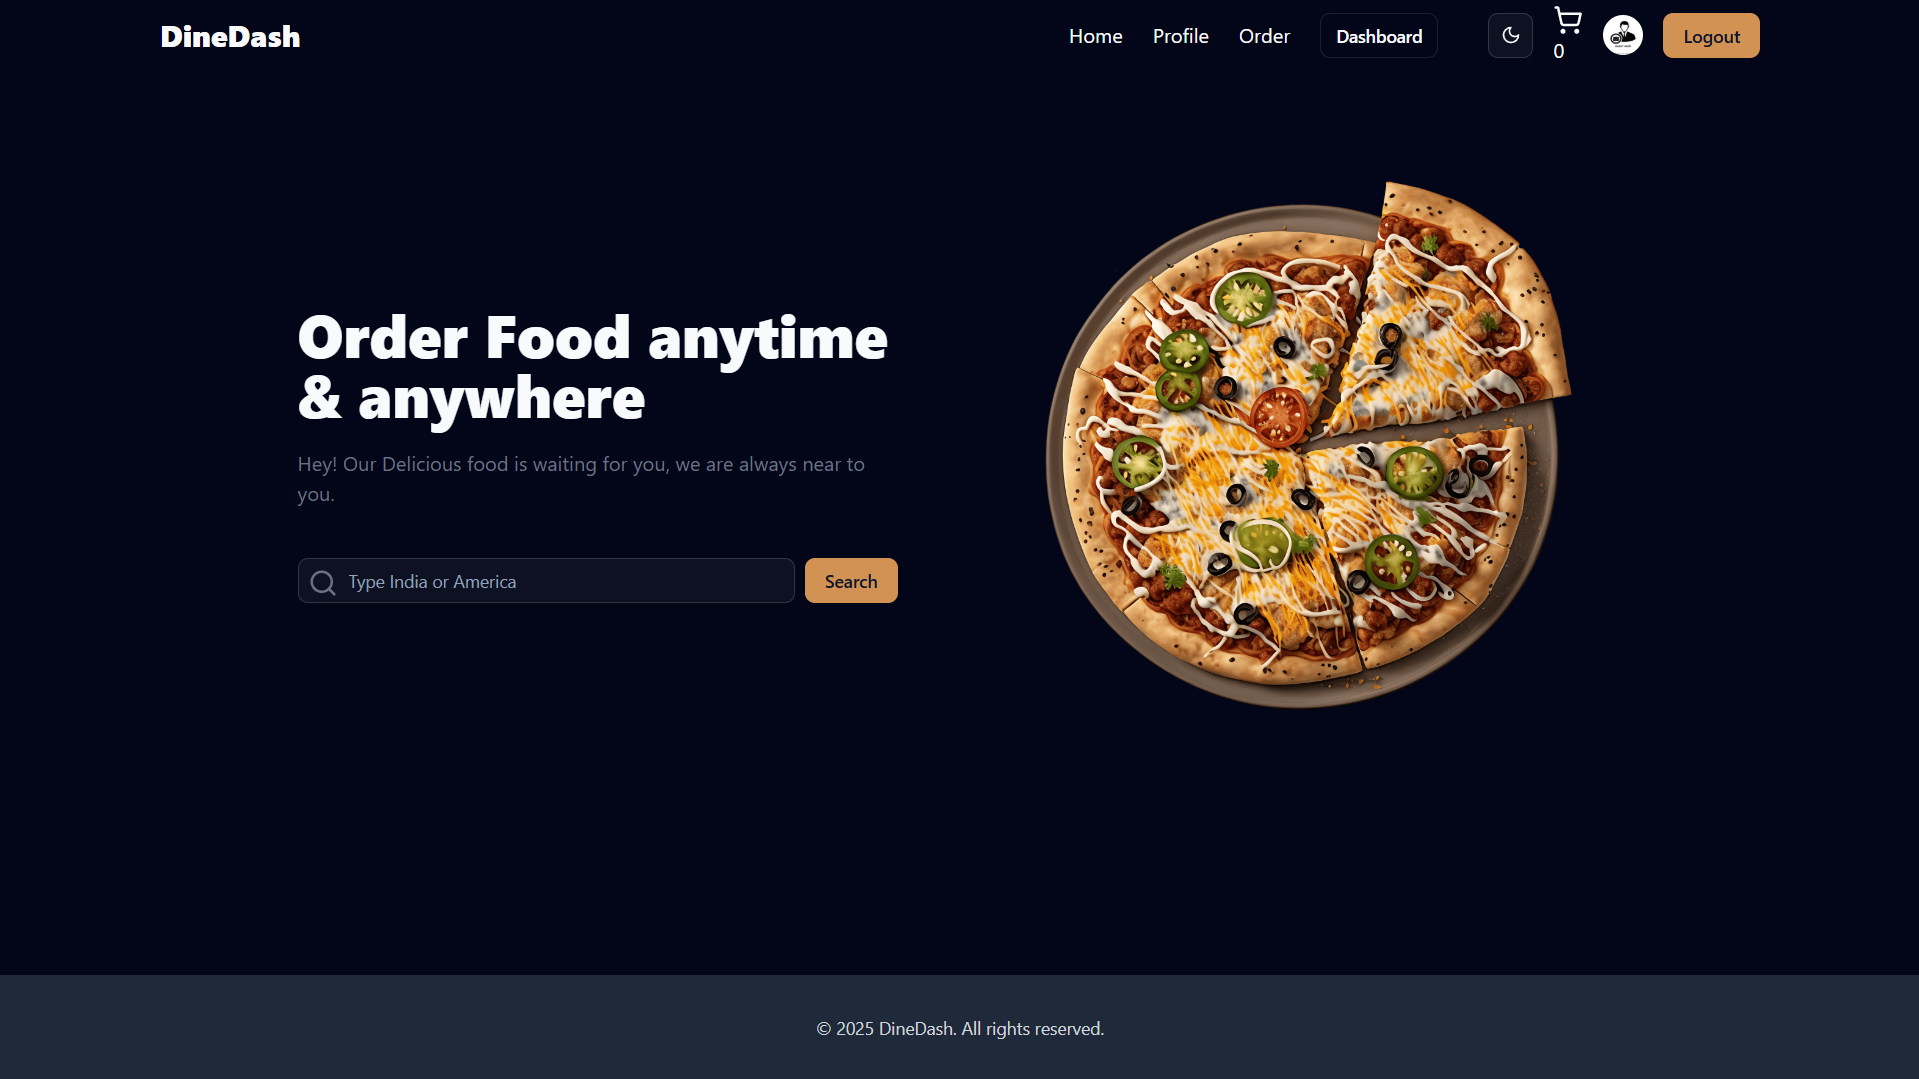 DineDash
Home
Profile
Order
Dashboard
0
Logout
Order Food anytime
& anywhere
Hey! Our Delicious food is waiting for you, we are always near to
you.
Type India or America
Search
© 2025 DineDash. All rights reserved.